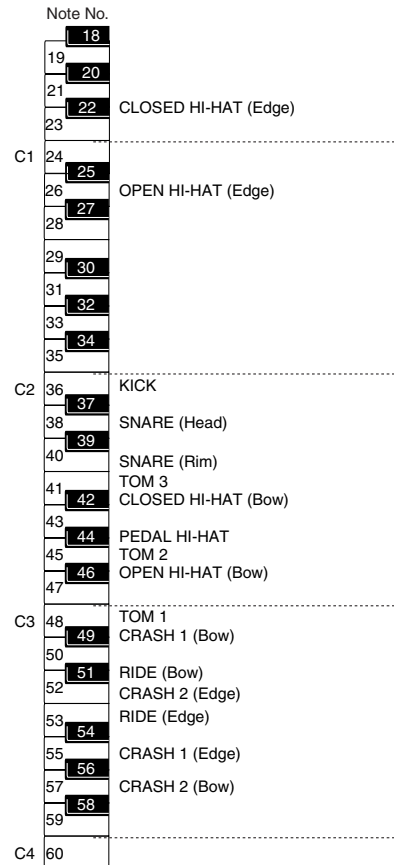 Note No.
18
19
20
21
22 CLOSED HI-HAT (Edge)
23
C1 24
25
26 OPEN HI-HAT (Edge)
27
28
29
30
31
32
33
34
35
C2 36 KICK
37
38 SNARE (Head)
39
40 SNARE (Rim)
41 TOM 3
42 CLOSED HI-HAT (Bow)
43
44 PEDAL HI-HAT
45 TOM 2
46 OPEN HI-HAT (Bow)
47
C3 48 TOM 1
49 CRASH 1 (Bow)
50
51 RIDE (Bow)
52 CRASH 2 (Edge)
53 RIDE (Edge)
54
55 CRASH 1 (Edge)
56
57 CRASH 2 (Bow)
58
59
C4 60